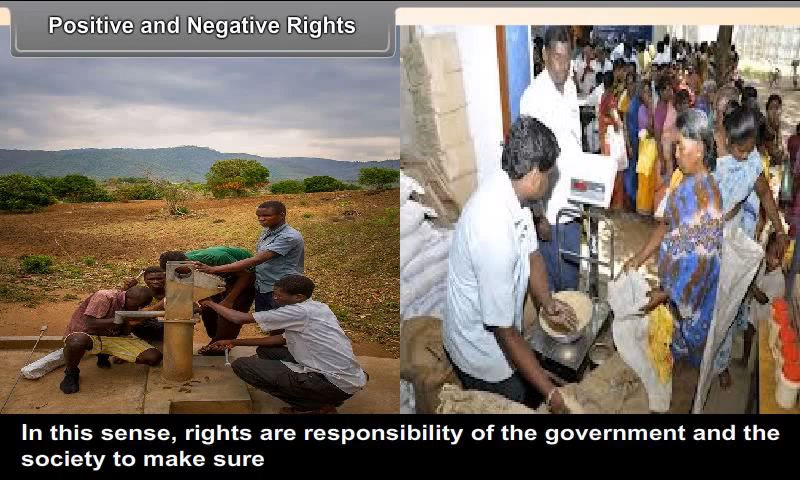 Positive and Negative Rights
In this sense, rights are responsibility of the government and the
society to make sure